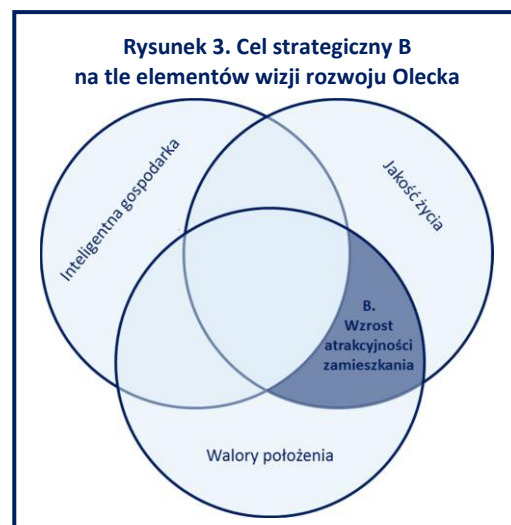 Rysunek 3. Cel strategiczny B
na tle elementów wizji rozwoju Olecka
Inteligentna gospodarka
Jakość życia
B.
Wzrost
atrakcyjności
zamieszkania
Walory położenia